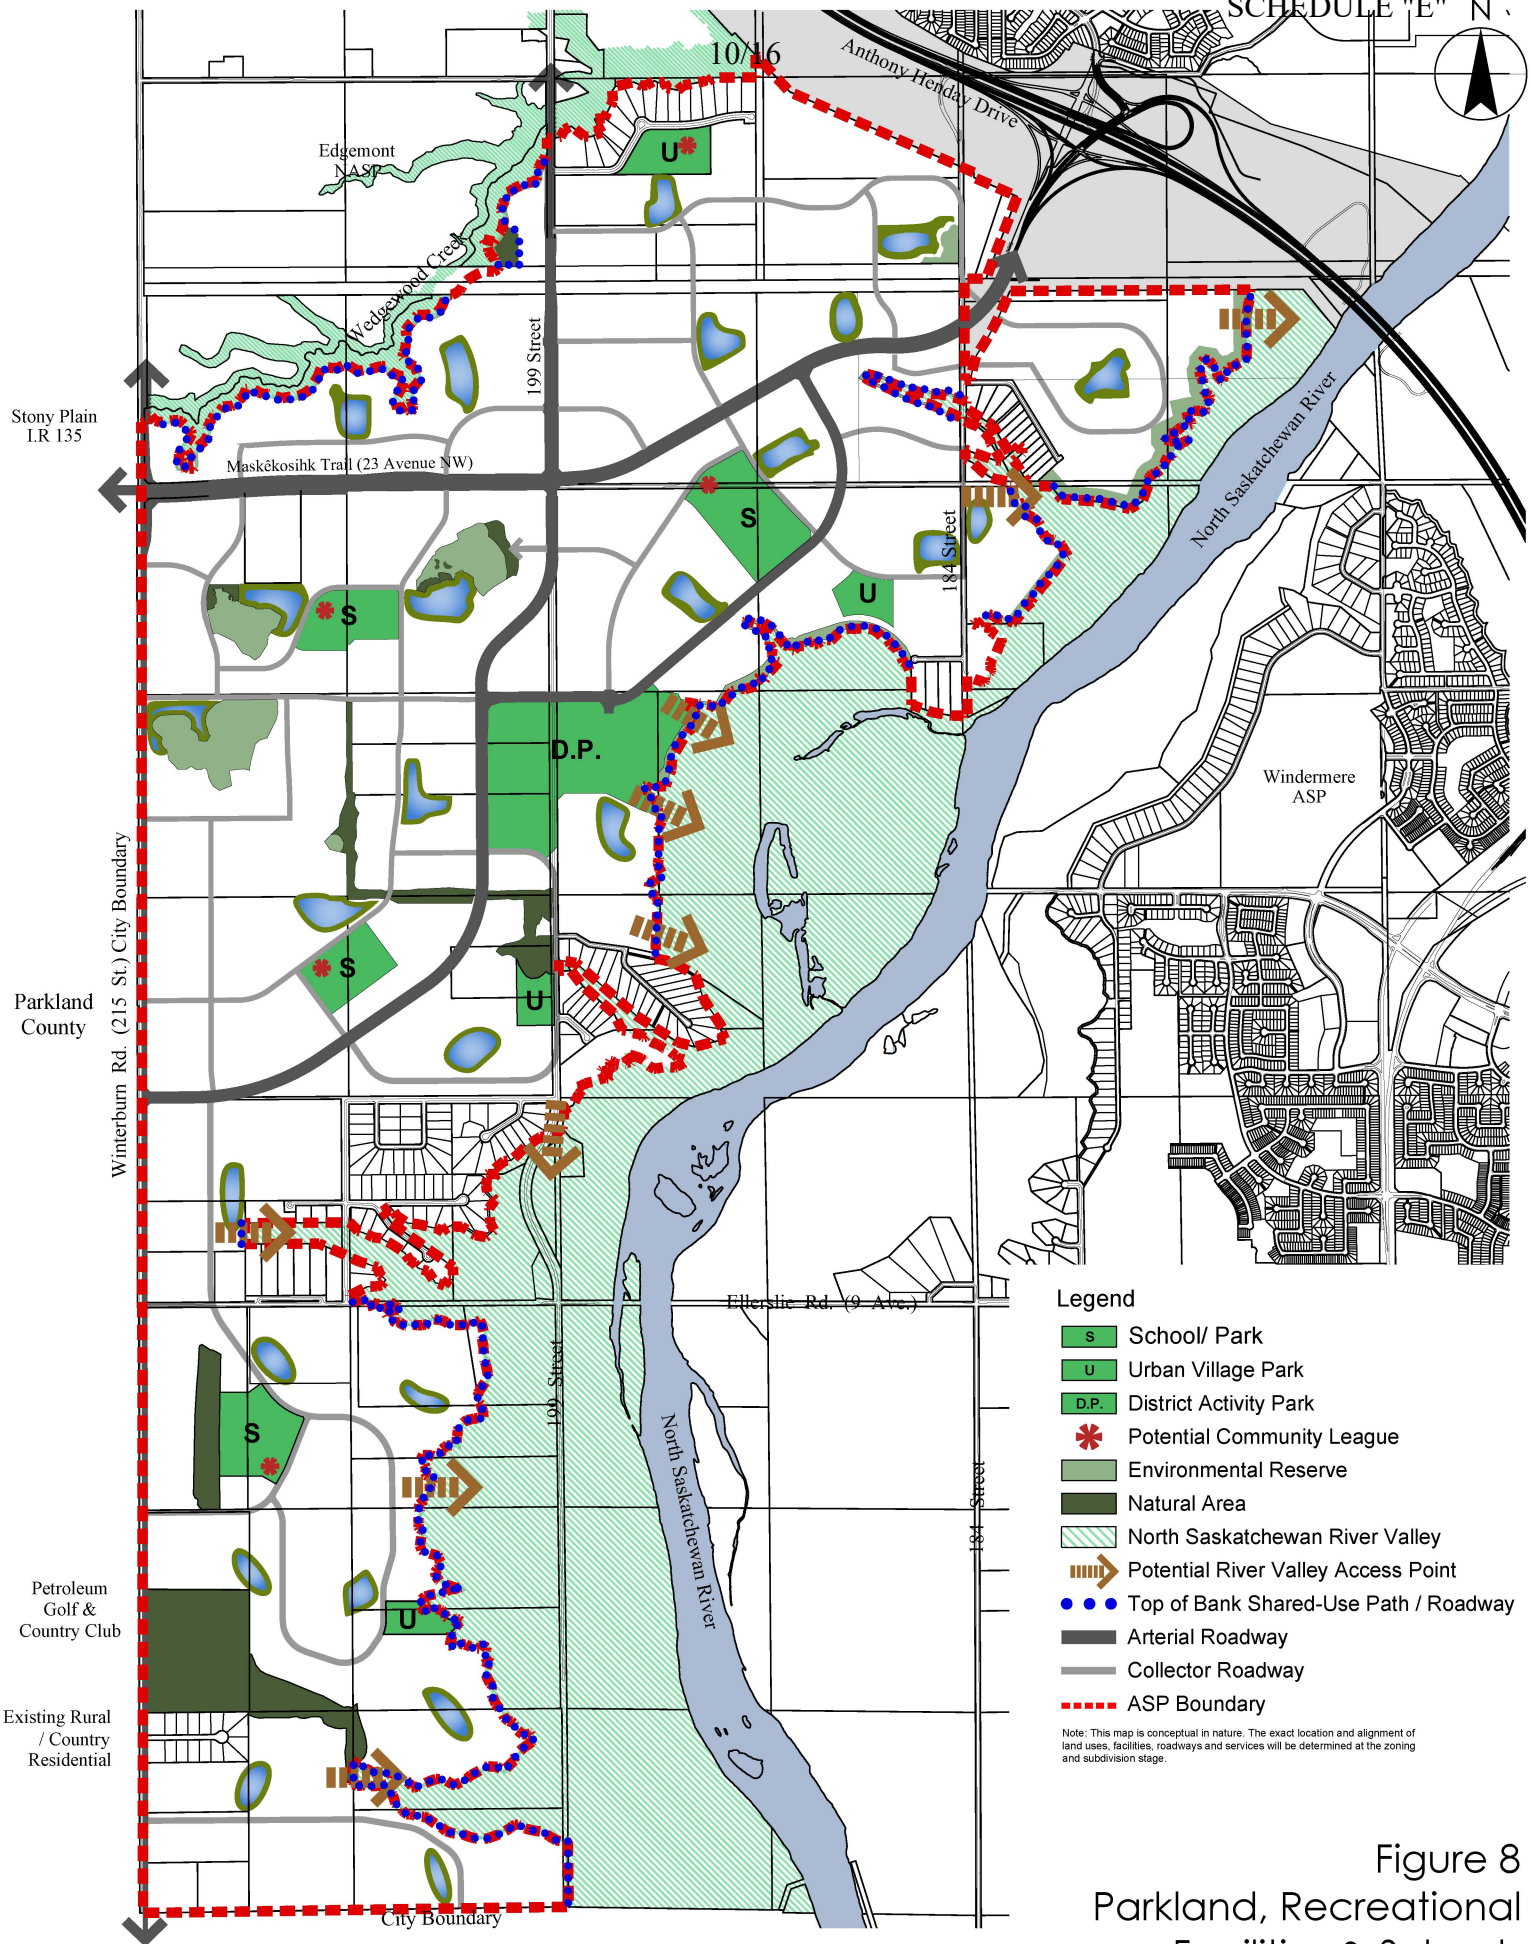 SCHEDULE "E"
N
10/16
Anthony Henday Drive
Edgemont
NASP
U
Wedgewood Creek
199 Street
Stony Plain
I.R 135
Maskêkosihk Trail (23 Avenue NW)
North Saskatchewan River
S
184 Street
S
U
D.P.
Windermere
ASP
Winterburn Rd. (215 St.) City Boundary
Parkland
County
S
U
Ellerslie Rd. (9 Ave.)
199 Street
S
North Saskatchewan River
184 Street
Petroleum
Golf &
Country Club
U
Existing Rural
/ Country
Residential
City Boundary
Legend
S School/ Park
U Urban Village Park
D.P. District Activity Park
Potential Community League
Environmental Reserve
Natural Area
North Saskatchewan River Valley
Potential River Valley Access Point
Top of Bank Shared-Use Path / Roadway
Arterial Roadway
Collector Roadway
ASP Boundary
Note: This map is conceptual in nature. The exact location and alignment of
land uses, facilities, roadways and services will be determined at the zoning
and subdivision stage.
Figure 8
Parkland, Recreational